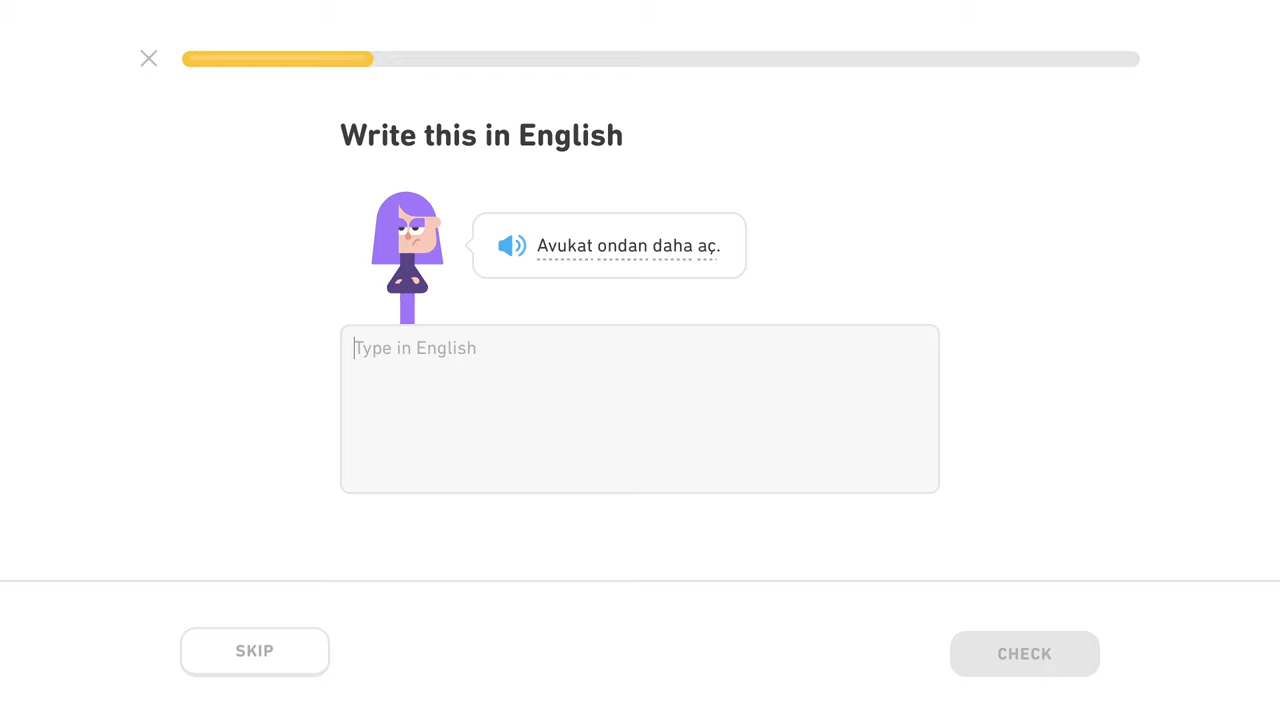 Write this in English
Avukat ondan daha aç.
Type in English
SKIP
CHECK